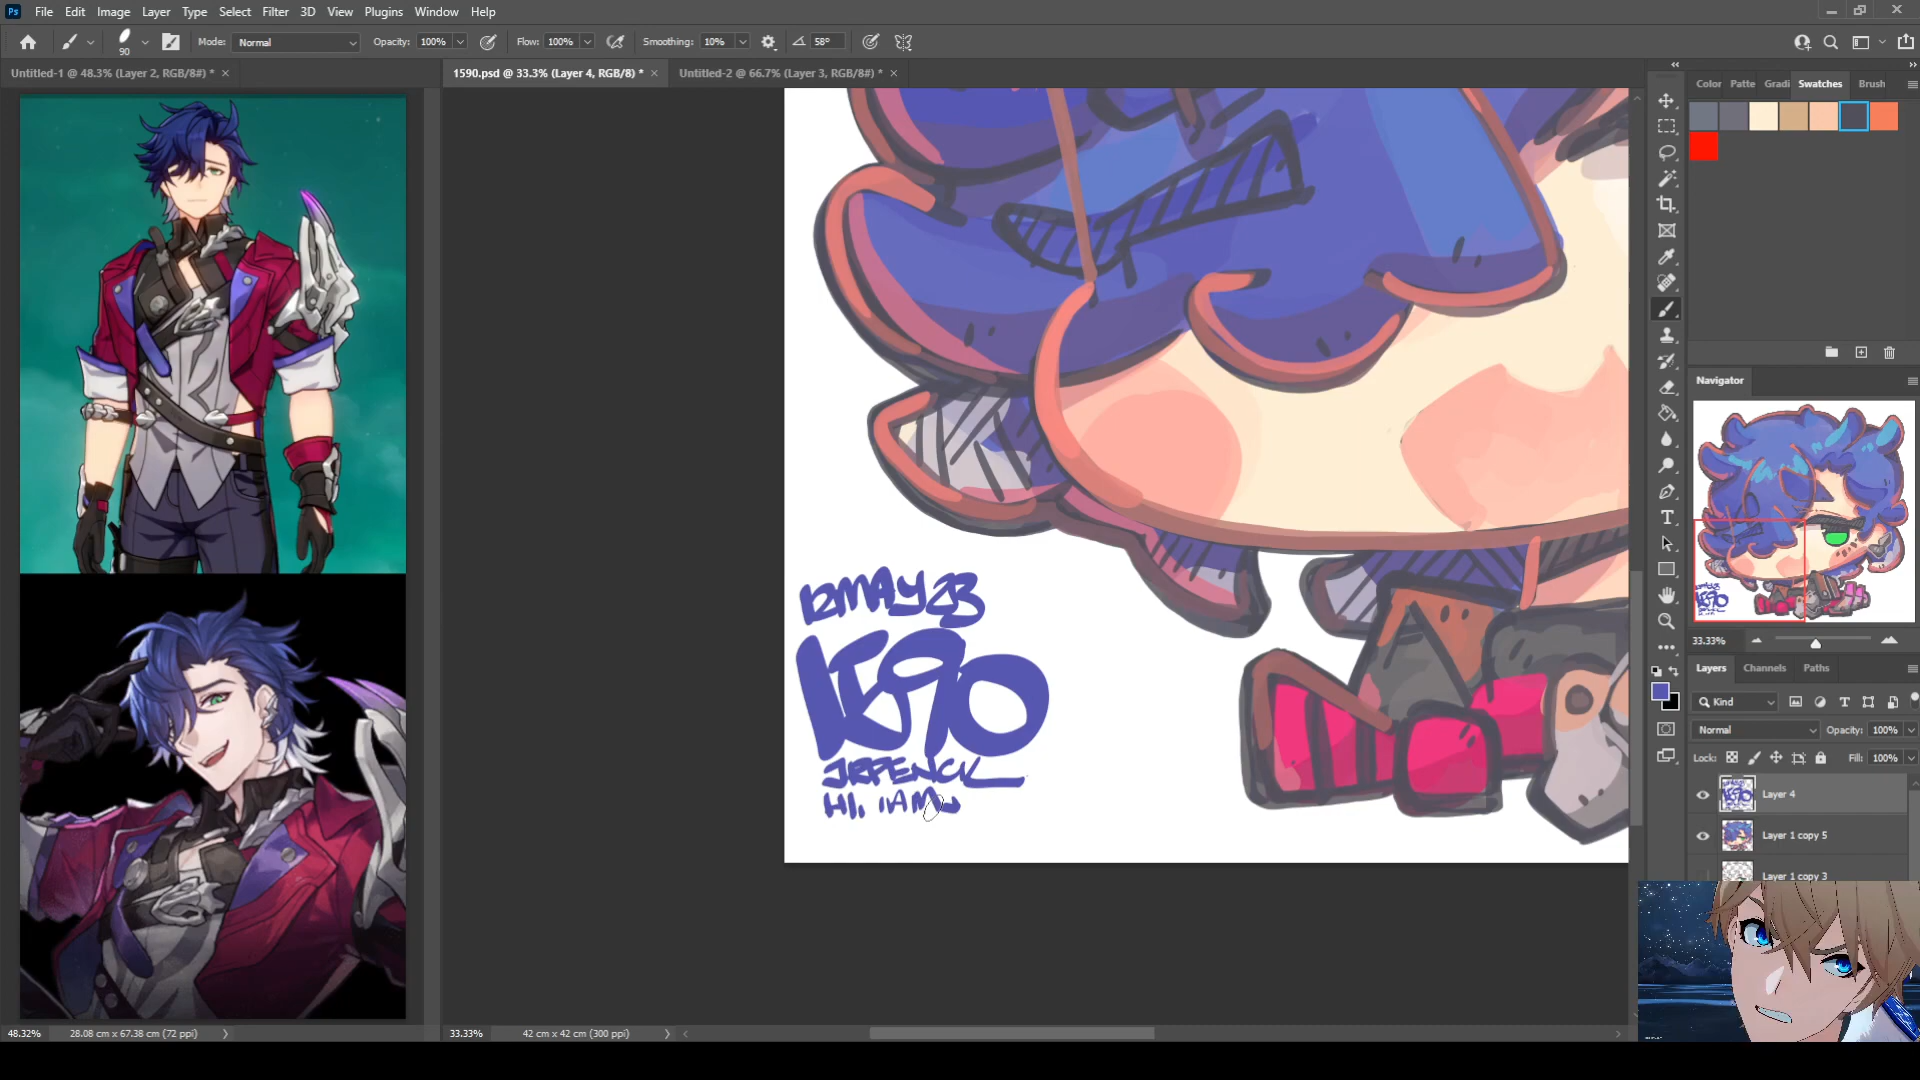 Ps File Edit Image Layer Type Select Filter 3D View Plugins Window Help
90 Mode: Normal Opacity: 100% Flow: 100% Smoothing: 10% 58°
Untitled-1 @ 48.3% (Layer 2, RGB/8#) * ×
1590.psd @ 33.3% (Layer 4, RGB/8) * ×
Untitled-2 @ 66.7% (Layer 3, RGB/8#) * ×
Color Patte Gradi Swatches Brush
Navigator
33.33%
Layers Channels Paths
Kind
Normal Opacity: 100%
Lock: Fill: 100%
Layer 4
Layer 1 copy 5
Layer 1 copy 3
12MAY23
1590
JRPENCK
HI. IAM
48.32% 28.08 cm x 67.38 cm (72 ppi)
33.33% 42 cm x 42 cm (300 ppi)